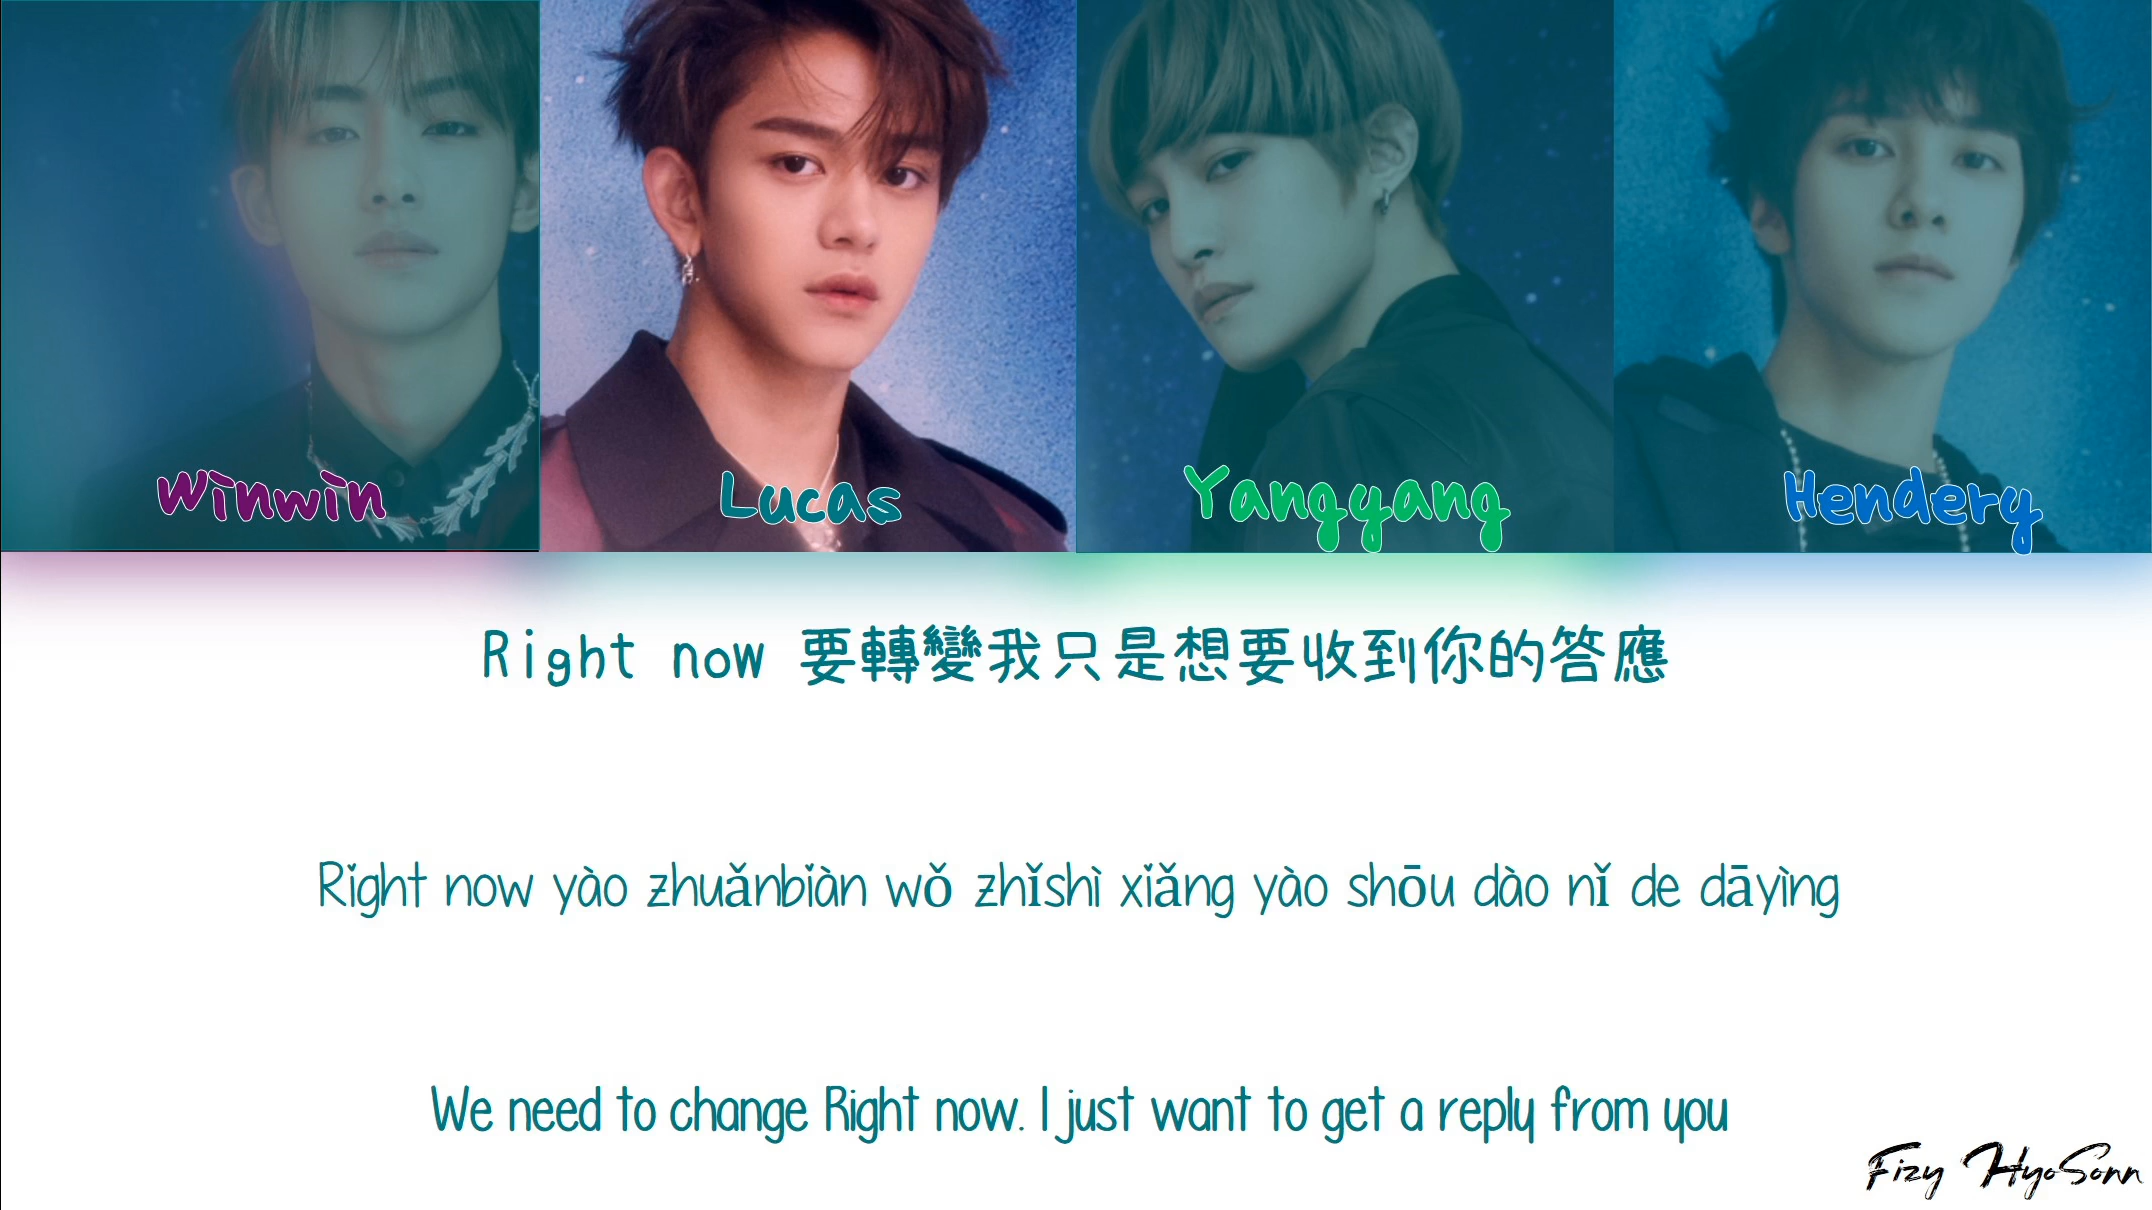 Winwin
Lucas
Yangyang
Hendery
Right now 要轉變我只是想要收到你的答應
Right now yào zhuǎnbiàn wǒ zhǐshì xiǎng yào shōu dào nǐ de dāyìng
We need to change Right now. I just want to get a reply from you
Fizy HyoSonn